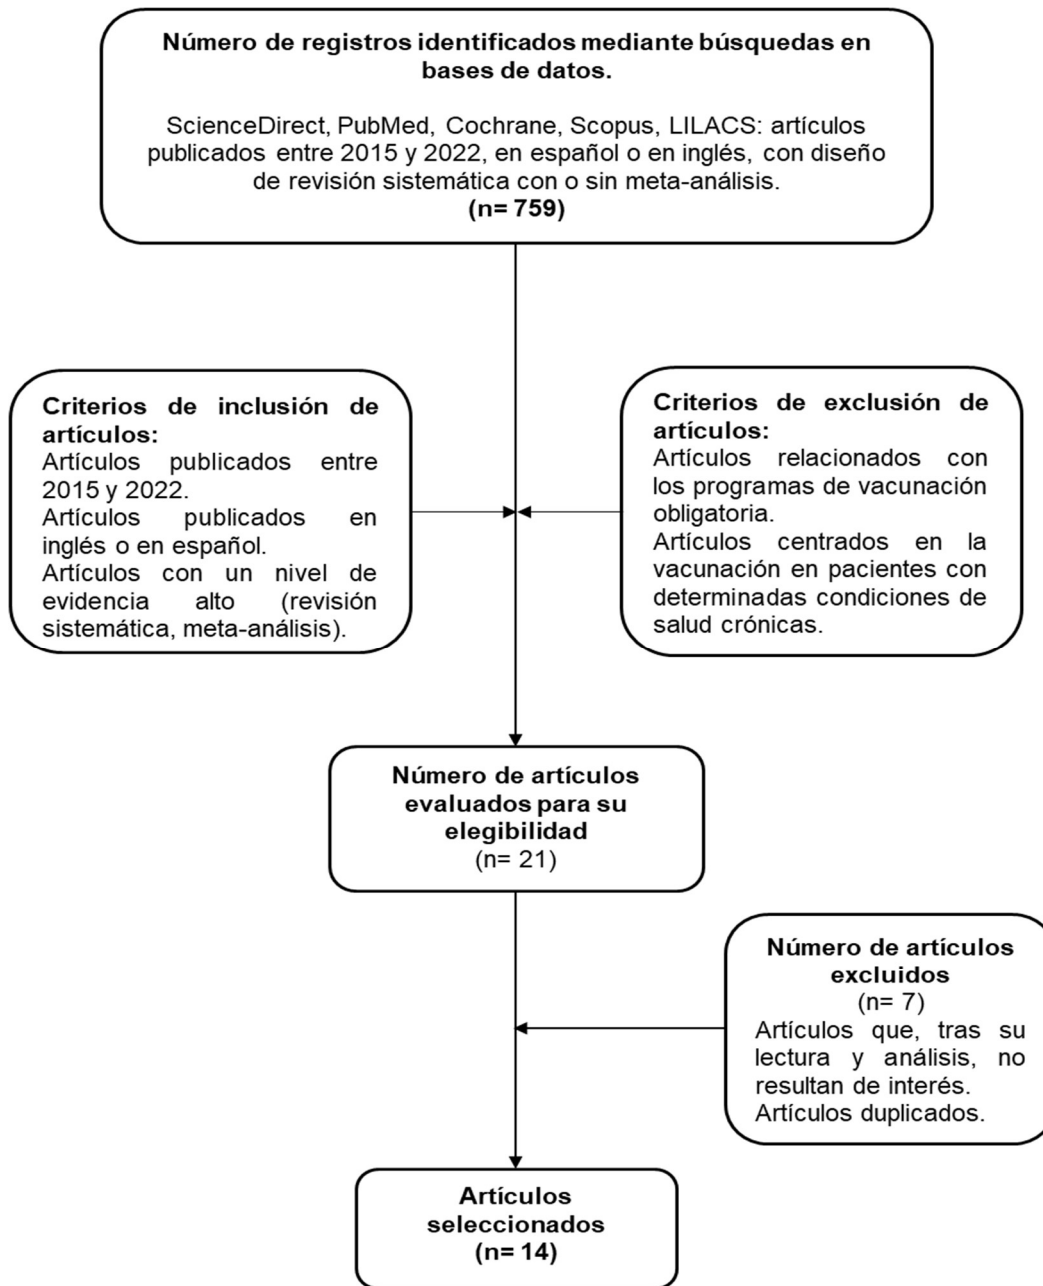 Número de registros identificados mediante búsquedas en
bases de datos.
ScienceDirect, PubMed, Cochrane, Scopus, LILACS: artículos
publicados entre 2015 y 2022, en español o en inglés, con diseño
de revisión sistemática con o sin meta-análisis.
(n= 759)
Criterios de inclusión de
artículos:
Artículos publicados entre
2015 y 2022.
Artículos publicados en
inglés o en español.
Artículos con un nivel de
evidencia alto (revisión
sistemática, meta-análisis).
Criterios de exclusión de
artículos:
Artículos relacionados con
los programas de vacunación
obligatoria.
Artículos centrados en la
vacunación en pacientes con
determinadas condiciones de
salud crónicas.
Número de artículos
evaluados para su
elegibilidad
(n= 21)
Número de artículos
excluidos
(n= 7)
Artículos que, tras su
lectura y análisis, no
resultan de interés.
Artículos duplicados.
Artículos
seleccionados
(n= 14)